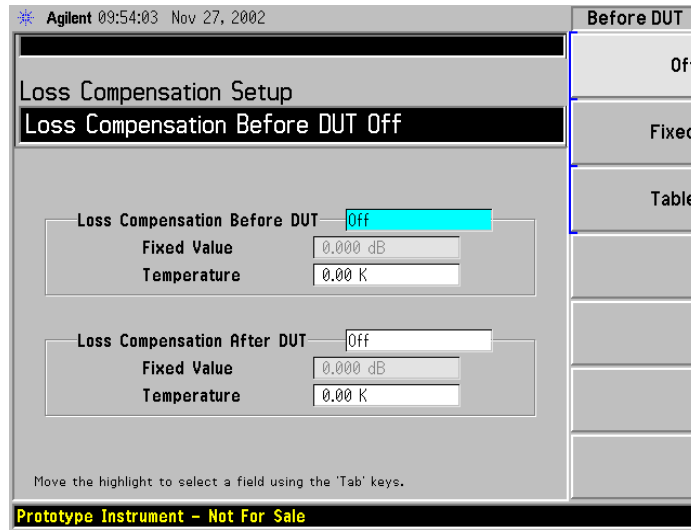 Agilent 09:54:03 Nov 27, 2002
Before DUT
Loss Compensation Setup
Loss Compensation Before DUT Off
Of
Fixed
Table
Loss Compensation Before DUT Off
Fixed Value 0.000 dB
Temperature 0.00 K
Loss Compensation After DUT Off
Fixed Value 0.000 dB
Temperature 0.00 K
Move the highlight to select a field using the 'Tab' keys.
Prototype Instrument - Not For Sale